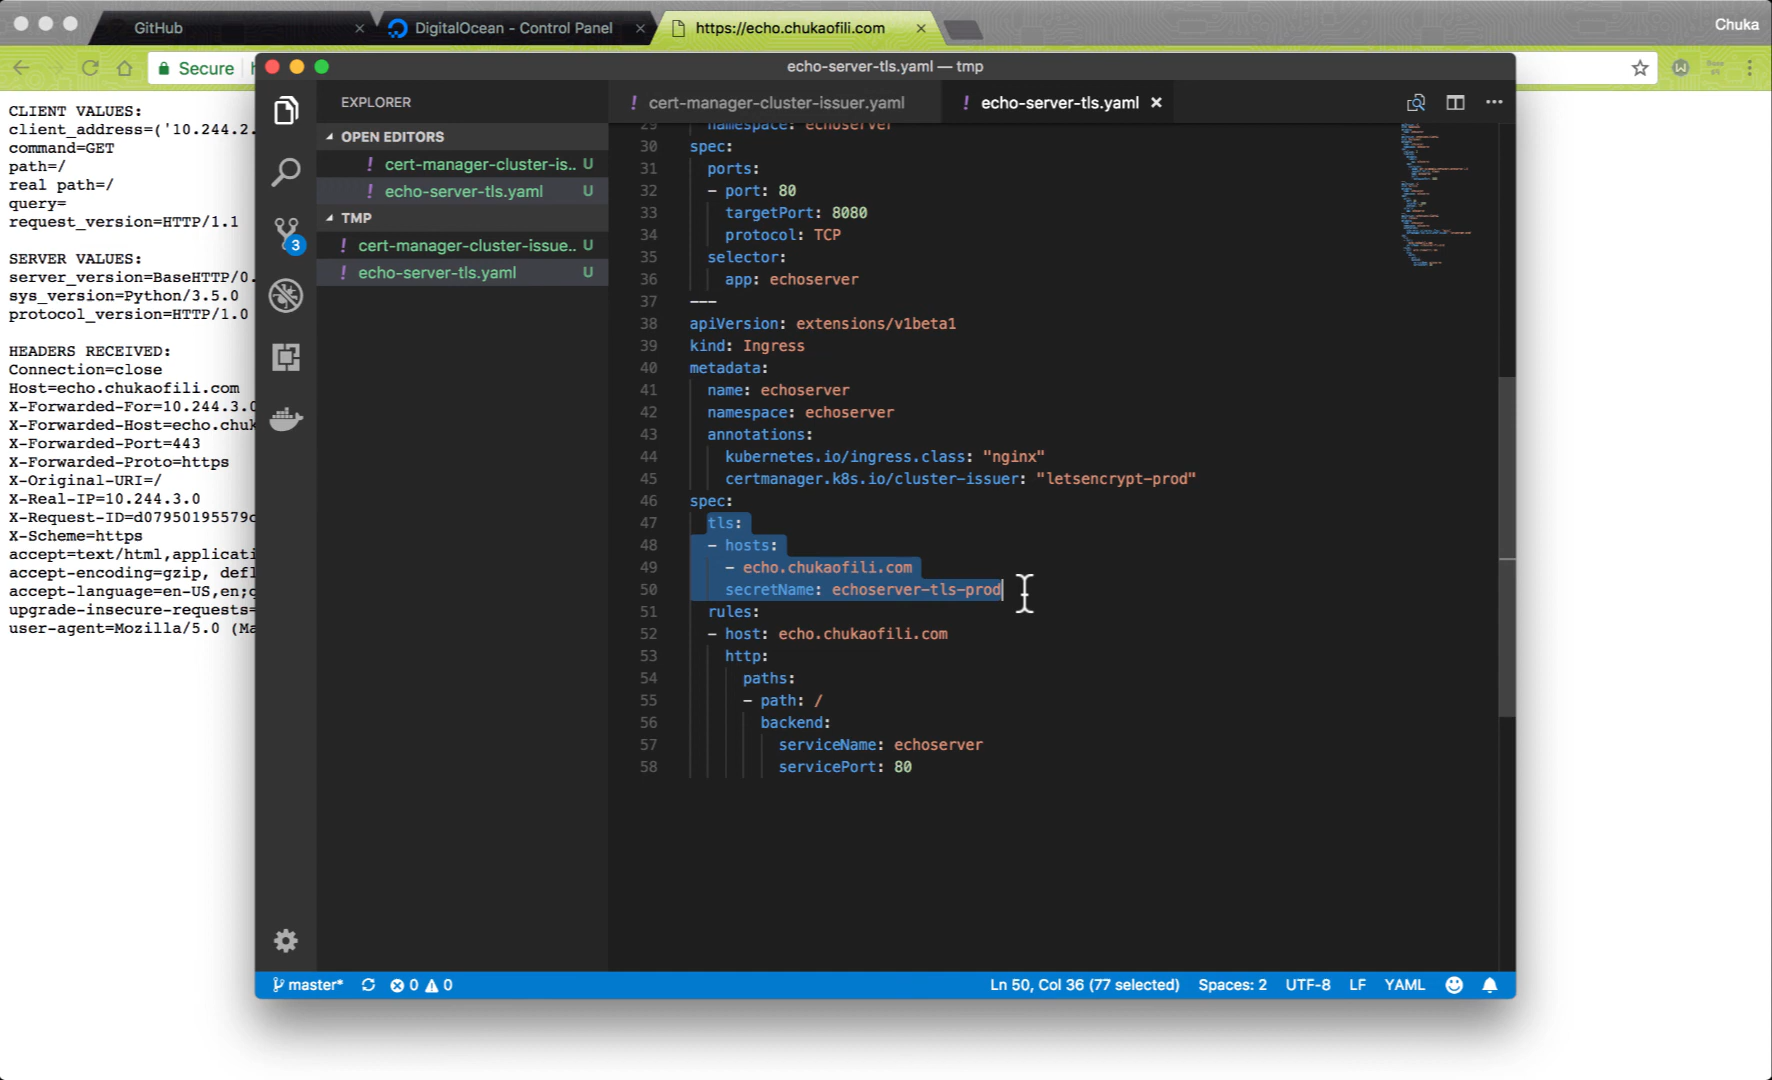 GitHub
DigitalOcean - Control Panel
https://echo.chukaofili.com
Chuka
Secure
CLIENT VALUES:
client_address=('10.244.2.
command=GET
path=/
real path=/
query=
request_version=HTTP/1.1
SERVER VALUES:
server_version=BaseHTTP/0.
sys_version=Python/3.5.0
protocol_version=HTTP/1.0
HEADERS RECEIVED:
Connection=close
Host=echo.chukaofili.com
X-Forwarded-For=10.244.3.0
X-Forwarded-Host=echo.chuk
X-Forwarded-Port=443
X-Forwarded-Proto=https
X-Original-URI=/
X-Real-IP=10.244.3.0
X-Request-ID=d07950195579c
X-Scheme=https
accept=text/html,applicati
accept-encoding=gzip, defl
accept-language=en-US,en;q
upgrade-insecure-requests=
user-agent=Mozilla/5.0 (Ma
echo-server-tls.yaml — tmp
EXPLORER
OPEN EDITORS
! cert-manager-cluster-is.. U
! echo-server-tls.yaml U
TMP
! cert-manager-cluster-issue.. U
! echo-server-tls.yaml U
3
! cert-manager-cluster-issuer.yaml
! echo-server-tls.yaml
29 namespace: echoserver
30 spec:
31 ports:
32 - port: 80
33 targetPort: 8080
34 protocol: TCP
35 selector:
36 app: echoserver
37 ---
38 apiVersion: extensions/v1beta1
39 kind: Ingress
40 metadata:
41 name: echoserver
42 namespace: echoserver
43 annotations:
44 kubernetes.io/ingress.class: "nginx"
45 certmanager.k8s.io/cluster-issuer: "letsencrypt-prod"
46 spec:
47 tls:
48 - hosts:
49 - echo.chukaofili.com
50 secretName: echoserver-tls-prod
51 rules:
52 - host: echo.chukaofili.com
53 http:
54 paths:
55 - path: /
56 backend:
57 serviceName: echoserver
58 servicePort: 80
master* 0 0
Ln 50, Col 36 (77 selected) Spaces: 2 UTF-8 LF YAML